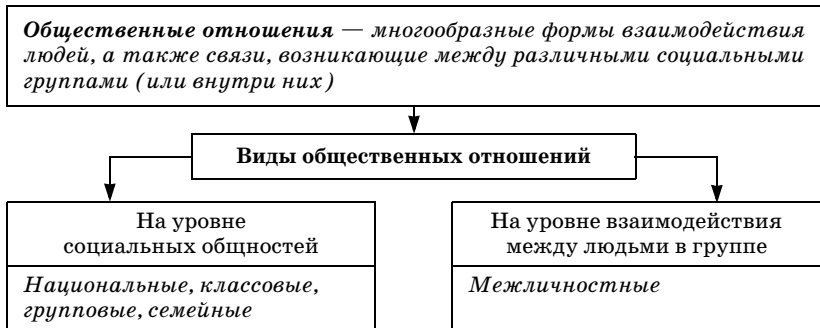 Общественные отношения — многообразные формы взаимодействия
людей, а также связи, возникающие между различными социальными
группами (или внутри них)
Виды общественных отношений
На уровне
социальных общностей
Национальные, классовые,
групповые, семейные
На уровне взаимодействия
между людьми в группе
Межличностные